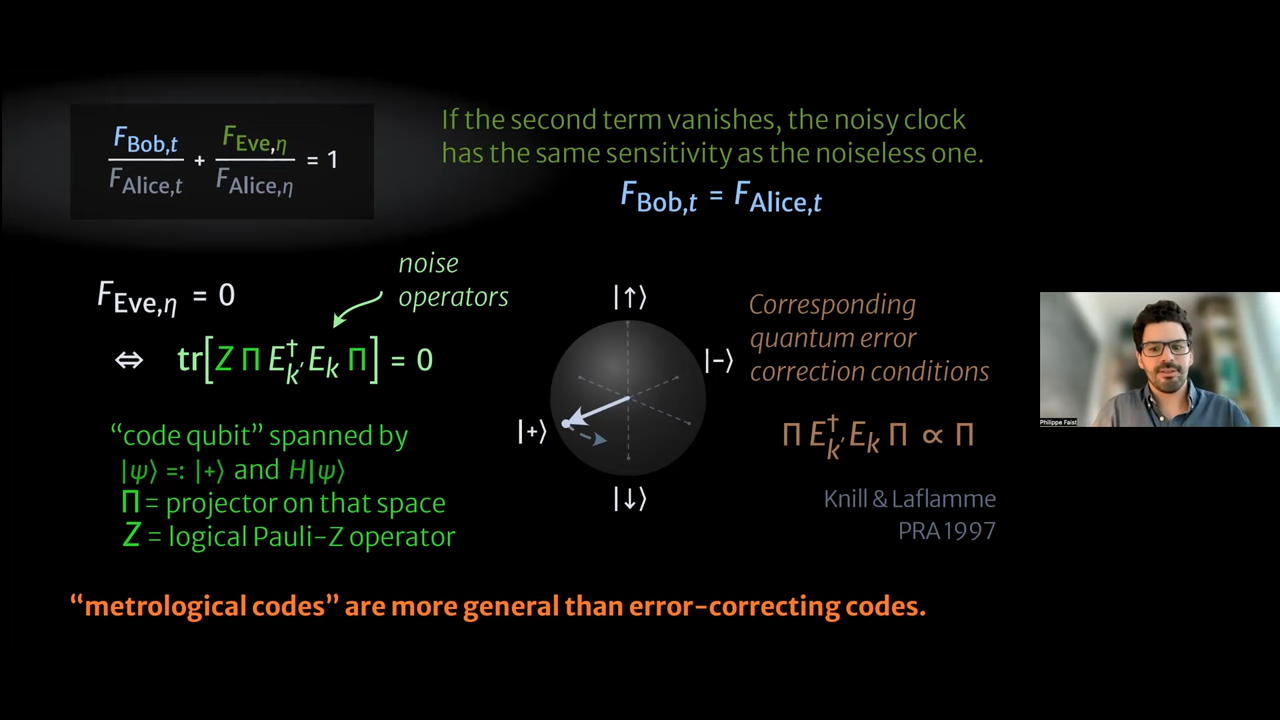 F_Bob,t / F_Alice,t + F_Eve,η / F_Alice,η = 1
If the second term vanishes, the noisy clock
has the same sensitivity as the noiseless one.
F_Bob,t = F_Alice,t
F_Eve,η = 0
noise
operators
⇔ tr[Z Π E†_k′ E_k Π] = 0
“code qubit” spanned by
|ψ⟩ =: |+⟩ and H|ψ⟩
Π = projector on that space
Z = logical Pauli-Z operator
|↑⟩
|−⟩
|+⟩
|↓⟩
Corresponding
quantum error
correction conditions
Π E†_k′ E_k Π ∝ Π
Knill & Laflamme
PRA 1997
“metrological codes” are more general than error-correcting codes.
Philippe Faist